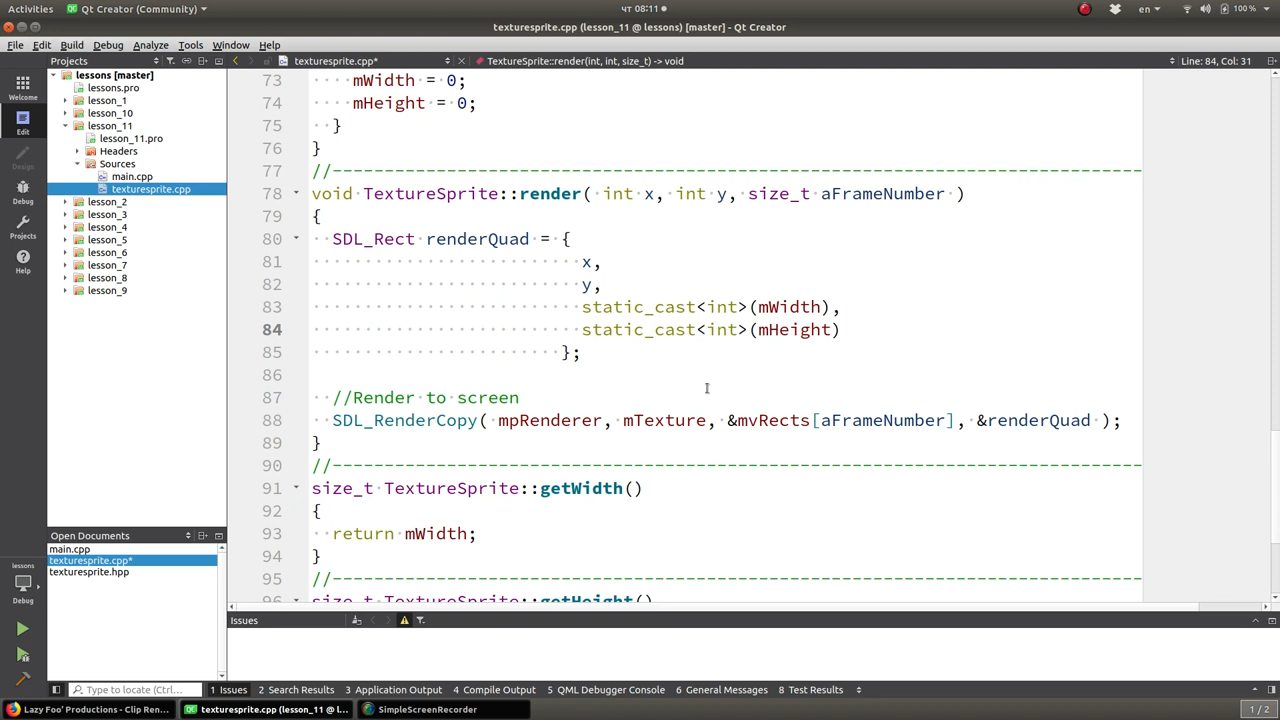 Activities
Qt Creator (Community)
чт 08:11
en
100 %
texturesprite.cpp (lesson_11 @ lessons) [master] - Qt Creator
File Edit Build Debug Analyze Tools Window Help
Projects
texturesprite.cpp*
TextureSprite::render(int, int, size_t) -> void
Line: 84, Col: 31
Welcome
Edit
Design
Debug
Projects
Help
lessons [master]
lessons.pro
lesson_1
lesson_10
lesson_11
lesson_11.pro
Headers
Sources
main.cpp
texturesprite.cpp
lesson_2
lesson_3
lesson_4
lesson_5
lesson_6
lesson_7
lesson_8
lesson_9
Open Documents
main.cpp
texturesprite.cpp*
texturesprite.hpp
lessons
Debug
73 mWidth = 0;
74 mHeight = 0;
75 }
76 }
77 //------------------------------------------------------------------------------
78 void TextureSprite::render( int x, int y, size_t aFrameNumber )
79 {
80 SDL_Rect renderQuad = {
81 x,
82 y,
83 static_cast<int>(mWidth),
84 static_cast<int>(mHeight)
85 };
86
87 //Render to screen
88 SDL_RenderCopy( mpRenderer, mTexture, &mvRects[aFrameNumber], &renderQuad );
89 }
90 //------------------------------------------------------------------------------
91 size_t TextureSprite::getWidth()
92 {
93 return mWidth;
94 }
95 //------------------------------------------------------------------------------
96 size_t TextureSprite::getHeight()
Issues
Type to locate (Ctrl+...
1 Issues 2 Search Results 3 Application Output 4 Compile Output 5 QML Debugger Console 6 General Messages 8 Test Results
Lazy Foo' Productions - Clip Ren...
texturesprite.cpp (lesson_11 @ l...
SimpleScreenRecorder
1 / 2